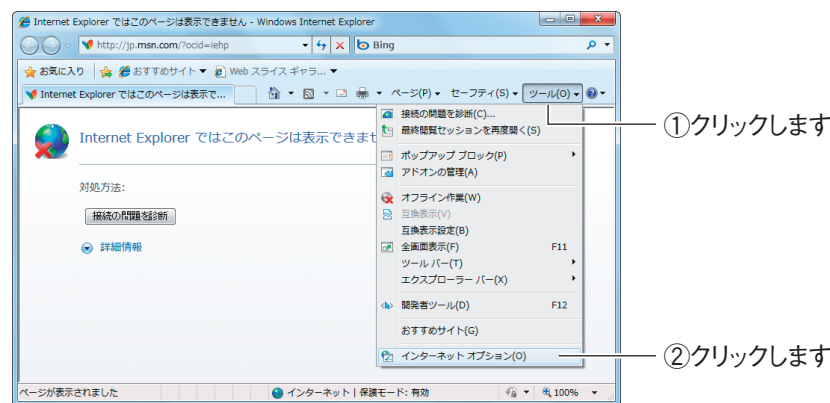 Internet Explorer ではこのページは表示できません - Windows Internet Explorer
http://jp.msn.com/?ocid=iehp
Bing
お気に入り おすすめサイト▼ Web スライス ギャラ... ▼
Internet Explorer ではこのページは表示で... ページ(P) セーフティ(S) ツール(O)
接続の問題を診断(C)...
①クリックします
最終閲覧セッションを再度開く(S)
Internet Explorer ではこのページは表示できませ
ポップアップ ブロック(P)
アドオンの管理(A)
対処方法:
オフライン作業(W)
接続の問題を診断
互換表示(V)
互換表示設定(B)
詳細情報
全画面表示(F) F11
ツール バー(T)
エクスプローラー バー(X)
開発者ツール(D) F12
おすすめサイト(G)
インターネット オプション(O)
②クリックします
ページが表示されました インターネット | 保護モード: 有効 100%